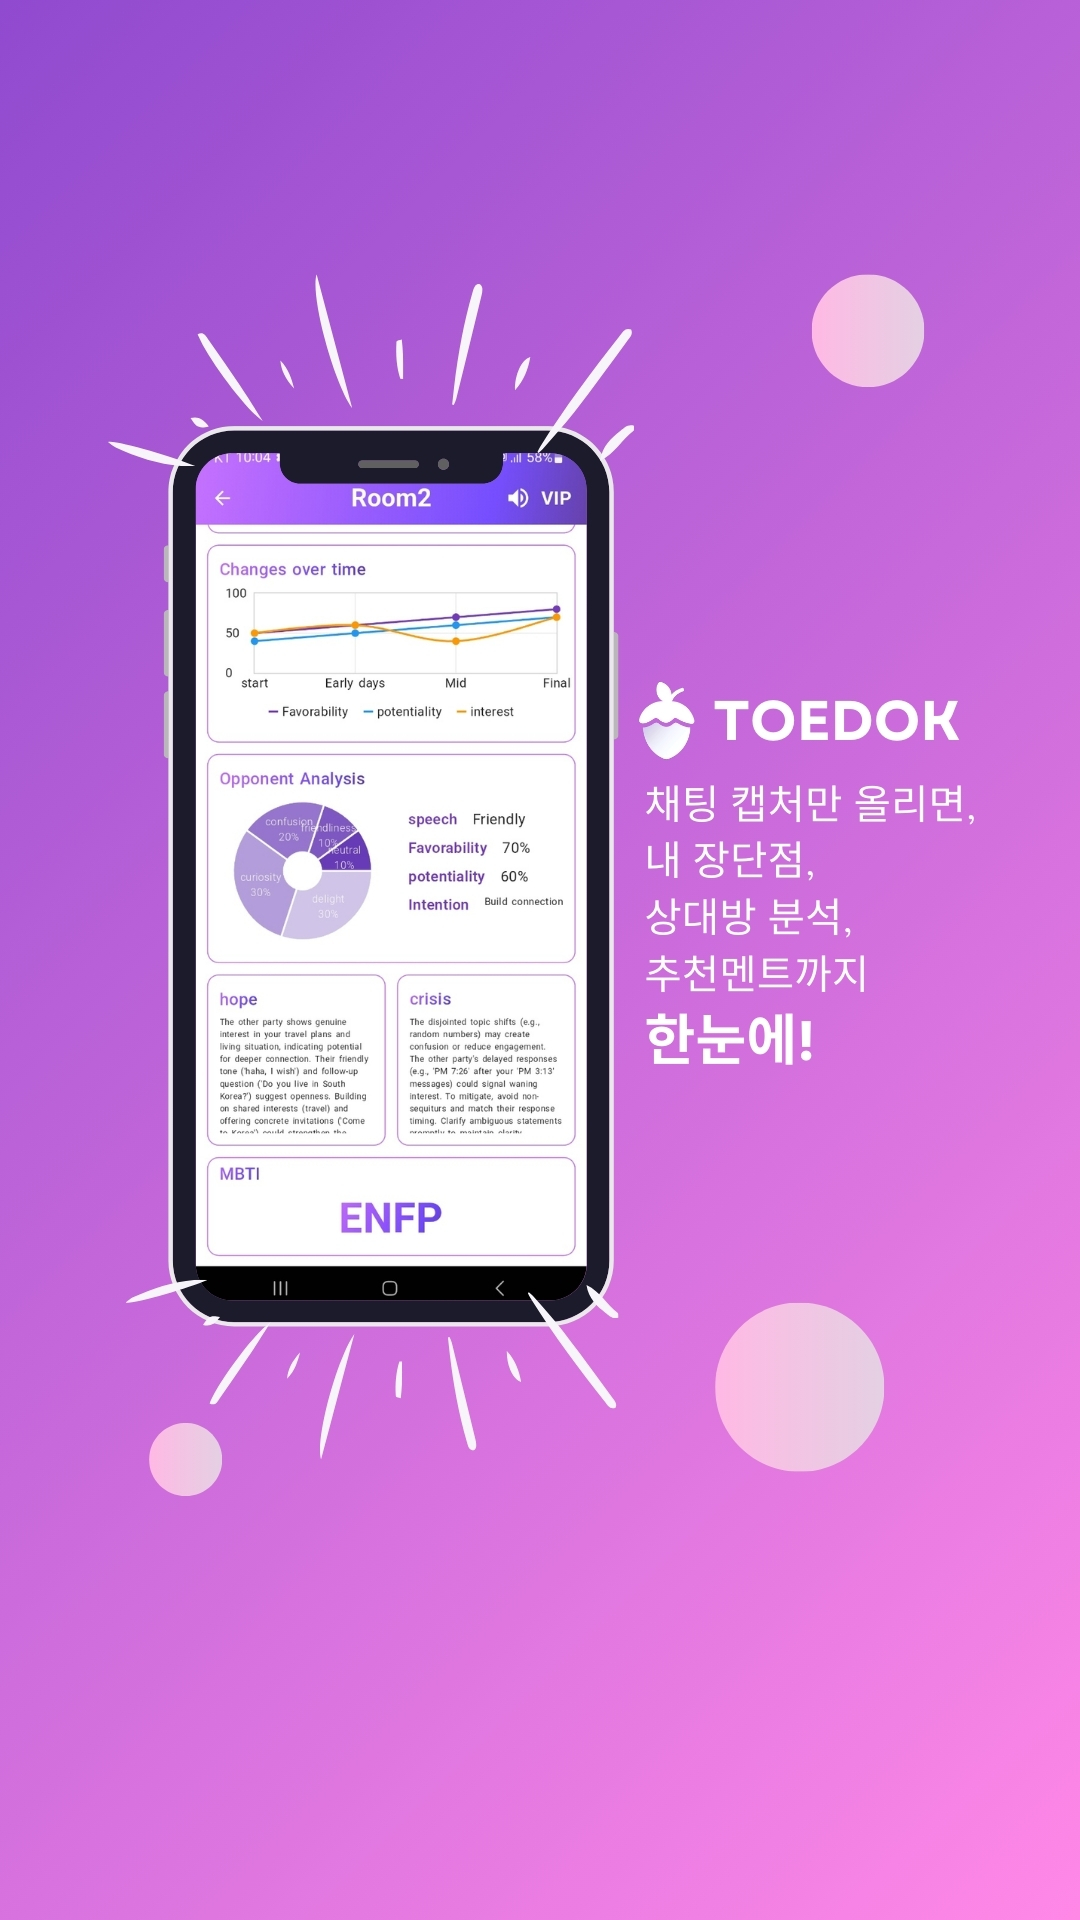 10:04
58%
Room2
VIP
Changes over time
100
50
0
start Early days Mid Final
Favorability potentiality interest
Opponent Analysis
confusion
20%
friendliness
10%
neutral
10%
curiosity
30%
delight
30%
speech Friendly
Favorability 70%
potentiality 60%
Intention Build connection
hope
The other party shows genuine
interest in your travel plans and
living situation, indicating potential
for deeper connection. Their friendly
tone ('haha, I wish') and follow-up
question ('Do you live in South
Korea?') suggest openness. Building
on shared interests (travel) and
offering concrete invitations ('Come
to Korea') could strengthen the
crisis
The disjointed topic shifts (e.g.,
random numbers) may create
confusion or reduce engagement.
The other party's delayed responses
(e.g., 'PM 7:26' after your 'PM 3:13'
messages) could signal waning
interest. To mitigate, avoid non-
sequiturs and match their response
timing. Clarify ambiguous statements
promptly to maintain clarity.
MBTI
ENFP
TOEDOK
채팅 캡처만 올리면,
내 장단점,
상대방 분석,
추천멘트까지
한눈에!